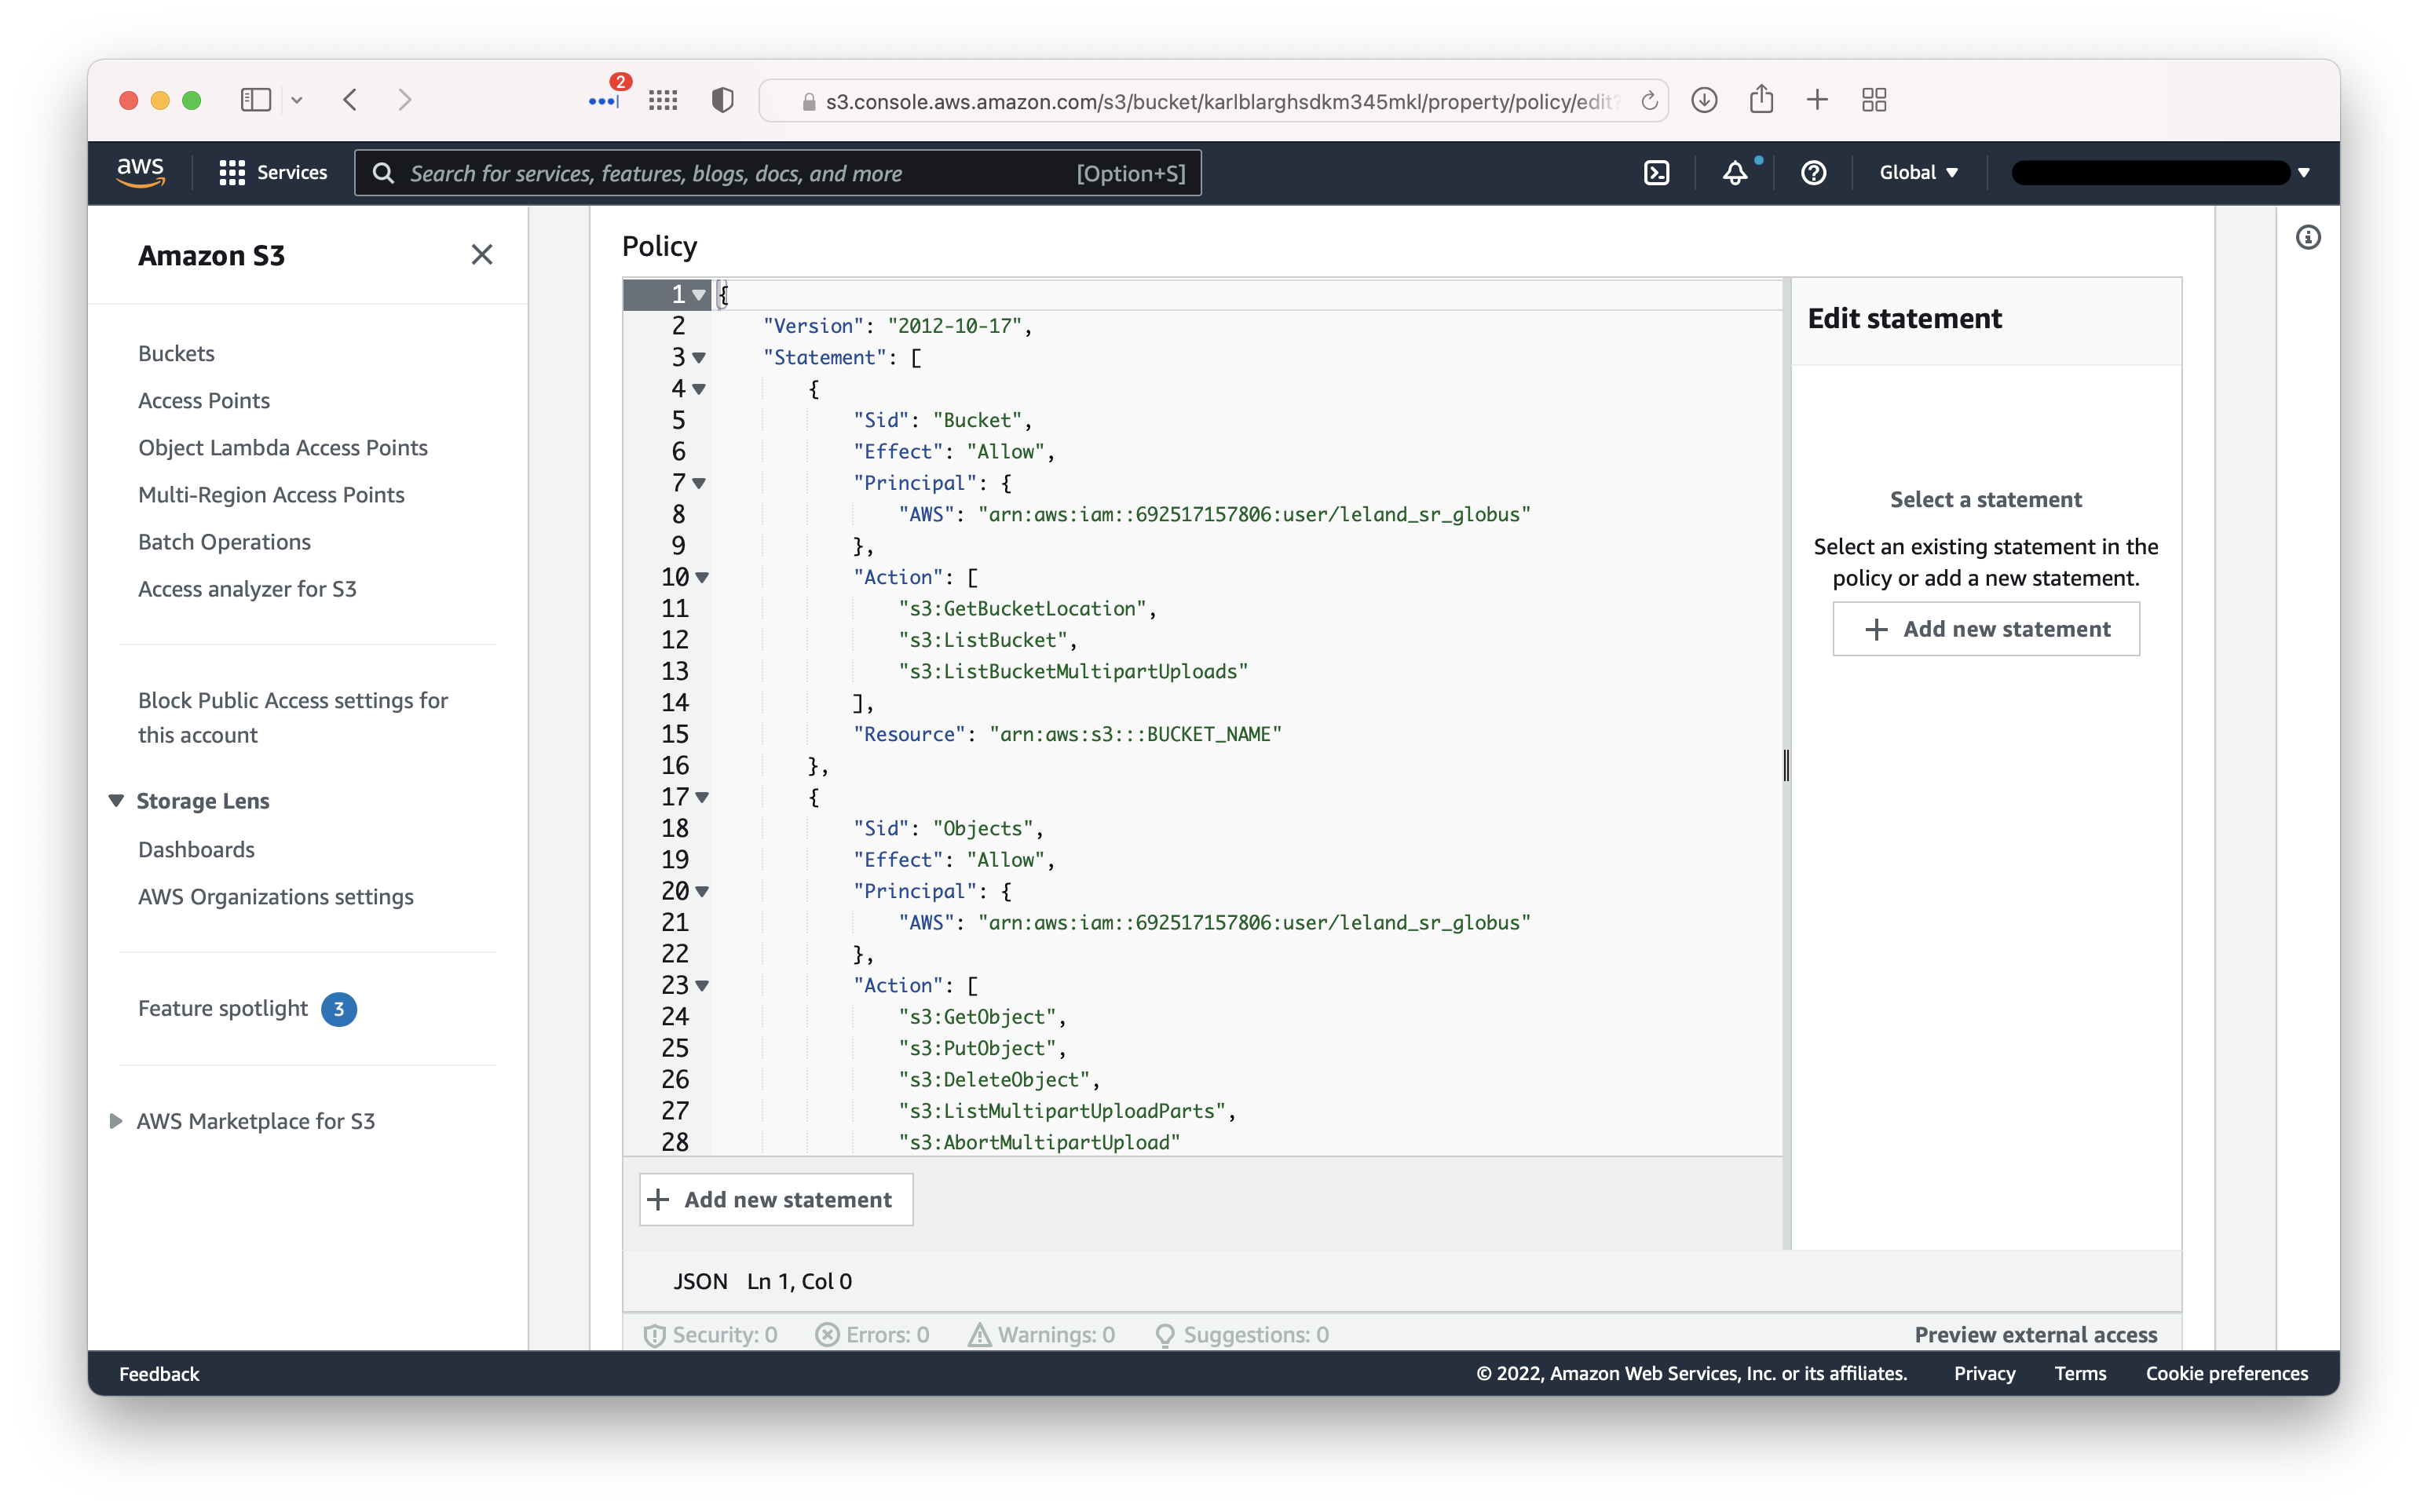 2
s3.console.aws.amazon.com/s3/bucket/karlblarghsdkm345mkl/property/policy/edit?
aws
Services
Search for services, features, blogs, docs, and more
[Option+S]
Global
Amazon S3
Buckets
Access Points
Object Lambda Access Points
Multi-Region Access Points
Batch Operations
Access analyzer for S3
Block Public Access settings for
this account
Storage Lens
Dashboards
AWS Organizations settings
Feature spotlight 3
AWS Marketplace for S3
Policy
1 {
2 "Version": "2012-10-17",
3 "Statement": [
4 {
5 "Sid": "Bucket",
6 "Effect": "Allow",
7 "Principal": {
8 "AWS": "arn:aws:iam::692517157806:user/leland_sr_globus"
9 },
10 "Action": [
11 "s3:GetBucketLocation",
12 "s3:ListBucket",
13 "s3:ListBucketMultipartUploads"
14 ],
15 "Resource": "arn:aws:s3:::BUCKET_NAME"
16 },
17 {
18 "Sid": "Objects",
19 "Effect": "Allow",
20 "Principal": {
21 "AWS": "arn:aws:iam::692517157806:user/leland_sr_globus"
22 },
23 "Action": [
24 "s3:GetObject",
25 "s3:PutObject",
26 "s3:DeleteObject",
27 "s3:ListMultipartUploadParts",
28 "s3:AbortMultipartUpload"
+ Add new statement
JSON Ln 1, Col 0
Security: 0 Errors: 0 Warnings: 0 Suggestions: 0
Preview external access
Edit statement
Select a statement
Select an existing statement in the
policy or add a new statement.
+ Add new statement
Feedback
© 2022, Amazon Web Services, Inc. or its affiliates.
Privacy
Terms
Cookie preferences